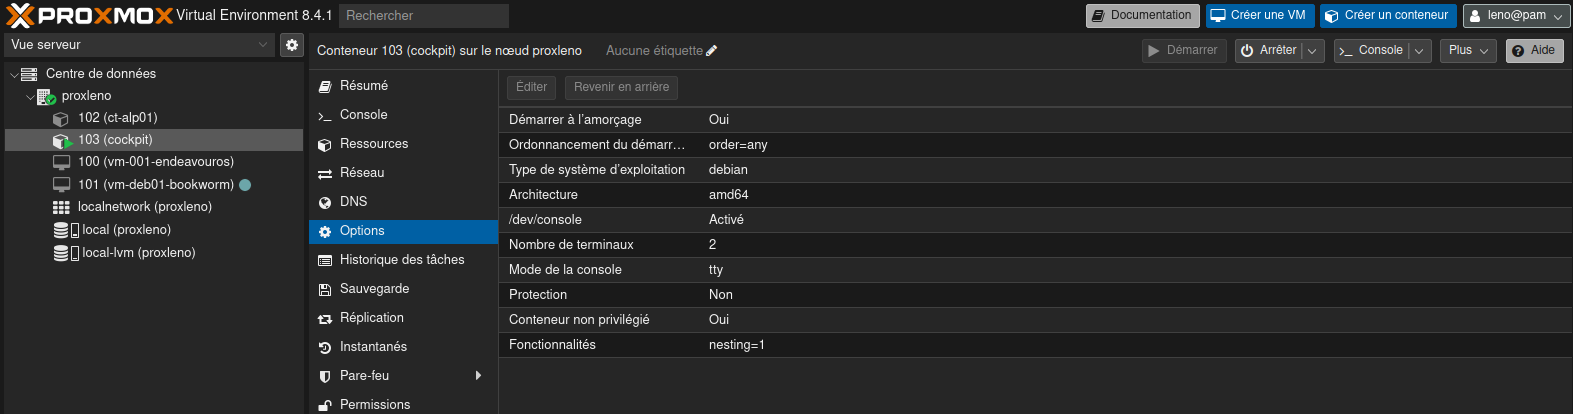 PROXMOX Virtual Environment 8.4.1 Rechercher Documentation Créer une VM Créer un conteneur leno@pam
Vue serveur
Centre de données
proxleno
102 (ct-alp01)
103 (cockpit)
100 (vm-001-endeavouros)
101 (vm-deb01-bookworm)
localnetwork (proxleno)
local (proxleno)
local-lvm (proxleno)
Conteneur 103 (cockpit) sur le nœud proxleno Aucune étiquette Démarrer Arrêter Console Plus Aide
Résumé
Console
Ressources
Réseau
DNS
Options
Historique des tâches
Sauvegarde
Réplication
Instantanés
Pare-feu
Permissions
Éditer Revenir en arrière
Démarrer à l'amorçage Oui
Ordonnancement du démarr… order=any
Type de système d'exploitation debian
Architecture amd64
/dev/console Activé
Nombre de terminaux 2
Mode de la console tty
Protection Non
Conteneur non privilégié Oui
Fonctionnalités nesting=1